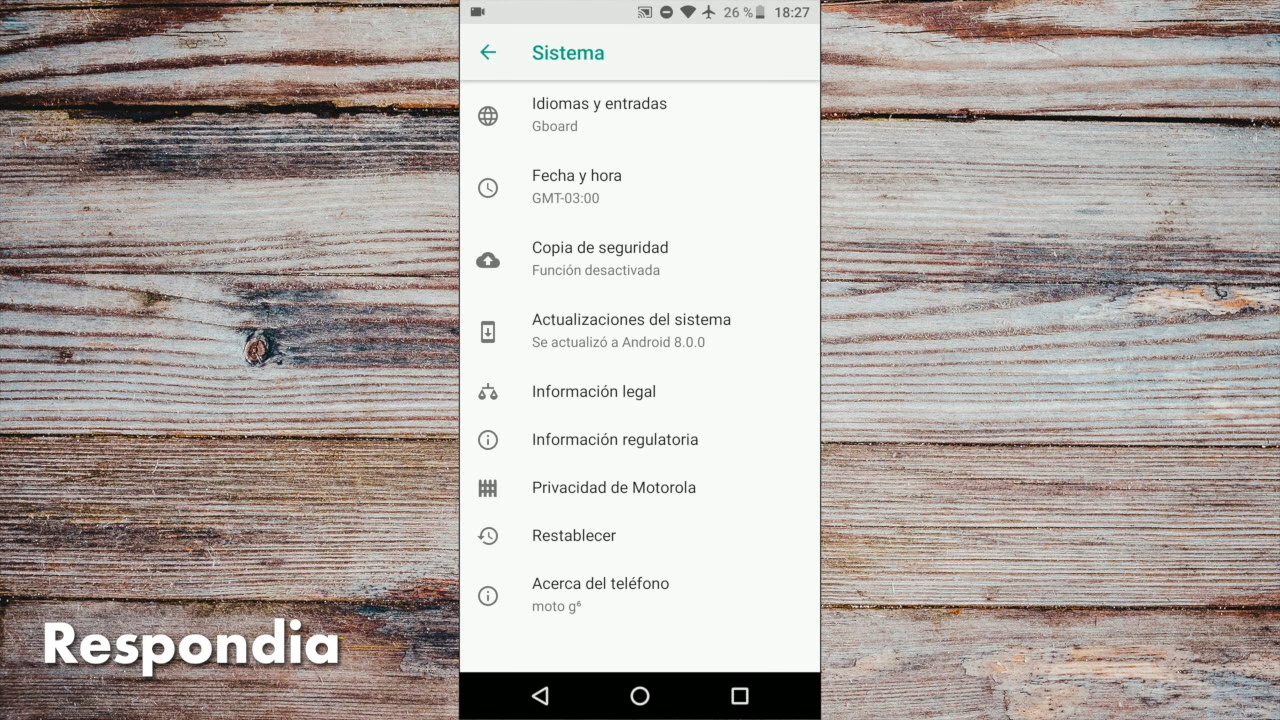 26 % 18:27
Sistema
Idiomas y entradas
Gboard
Fecha y hora
GMT-03:00
Copia de seguridad
Función desactivada
Actualizaciones del sistema
Se actualizó a Android 8.0.0
Información legal
Información regulatoria
Privacidad de Motorola
Restablecer
Acerca del teléfono
moto g⁶
Respondia